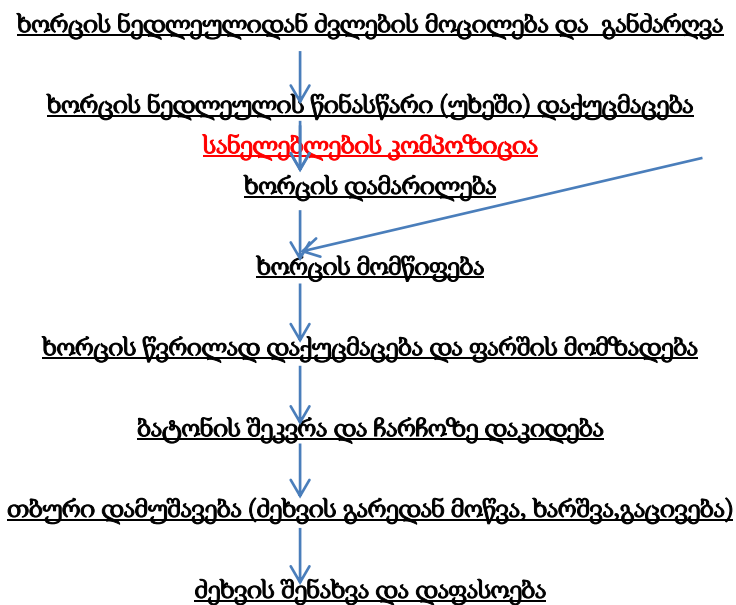 ხორცის ნედლეულიდან ძვლების მოცილება და განძარღვა
ხორცის ნედლეულის წინასწარი (უხეში) დაქუცმაცება
სანელებლების კომპოზიცია
ხორცის დამარილება
ხორცის მომწიფება
ხორცის წვრილად დაქუცმაცება და ფარშის მომზადება
ბატონის შეკვრა და ჩარჩოზე დაკიდება
თბური დამუშავება (ძეხვის გარედან მოწვა, ხარშვა,გაცივება)
ძეხვის შენახვა და დაფასოება